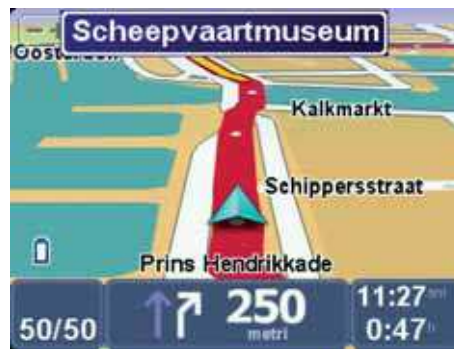 Scheepvaartmuseum
Kalkmarkt
Schippersstraat
Prins Hendrikkade
50/50
250
metri
11:27
0:47 h